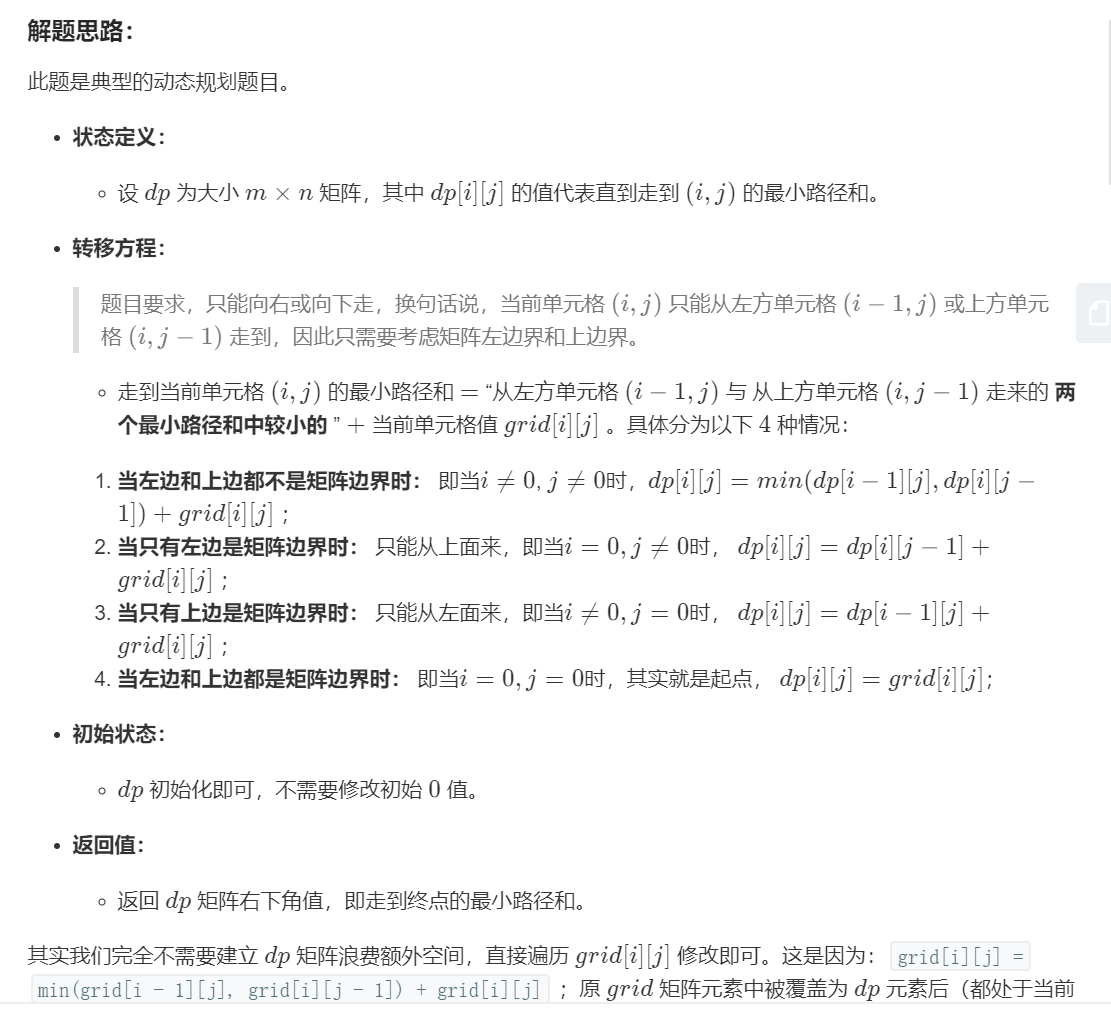 解题思路：
此题是典型的动态规划题目。
• 状态定义：
◦ 设 dp 为大小 m × n 矩阵，其中 dp[i][j] 的值代表直到走到 (i, j) 的最小路径和。
• 转移方程：
题目要求，只能向右或向下走，换句话说，当前单元格 (i, j) 只能从左方单元格 (i − 1, j) 或上方单元
格 (i, j − 1) 走到，因此只需要考虑矩阵左边界和上边界。
◦ 走到当前单元格 (i, j) 的最小路径和 = “从左方单元格 (i − 1, j) 与 从上方单元格 (i, j − 1) 走来的 两
个最小路径和中较小的 ” + 当前单元格值 grid[i][j] 。具体分为以下 4 种情况：
1. 当左边和上边都不是矩阵边界时： 即当i ≠ 0, j ≠ 0时，dp[i][j] = min(dp[i − 1][j], dp[i][j −
1]) + grid[i][j] ；
2. 当只有左边是矩阵边界时： 只能从上面来，即当i = 0, j ≠ 0时， dp[i][j] = dp[i][j − 1] +
grid[i][j] ；
3. 当只有上边是矩阵边界时： 只能从左面来，即当i ≠ 0, j = 0时， dp[i][j] = dp[i − 1][j] +
grid[i][j] ；
4. 当左边和上边都是矩阵边界时： 即当i = 0, j = 0时，其实就是起点， dp[i][j] = grid[i][j]；
• 初始状态：
◦ dp 初始化即可，不需要修改初始 0 值。
• 返回值：
◦ 返回 dp 矩阵右下角值，即走到终点的最小路径和。
其实我们完全不需要建立 dp 矩阵浪费额外空间，直接遍历 grid[i][j] 修改即可。这是因为： grid[i][j] =
min(grid[i - 1][j], grid[i][j - 1]) + grid[i][j] ；原 grid 矩阵元素中被覆盖为 dp 元素后（都处于当前